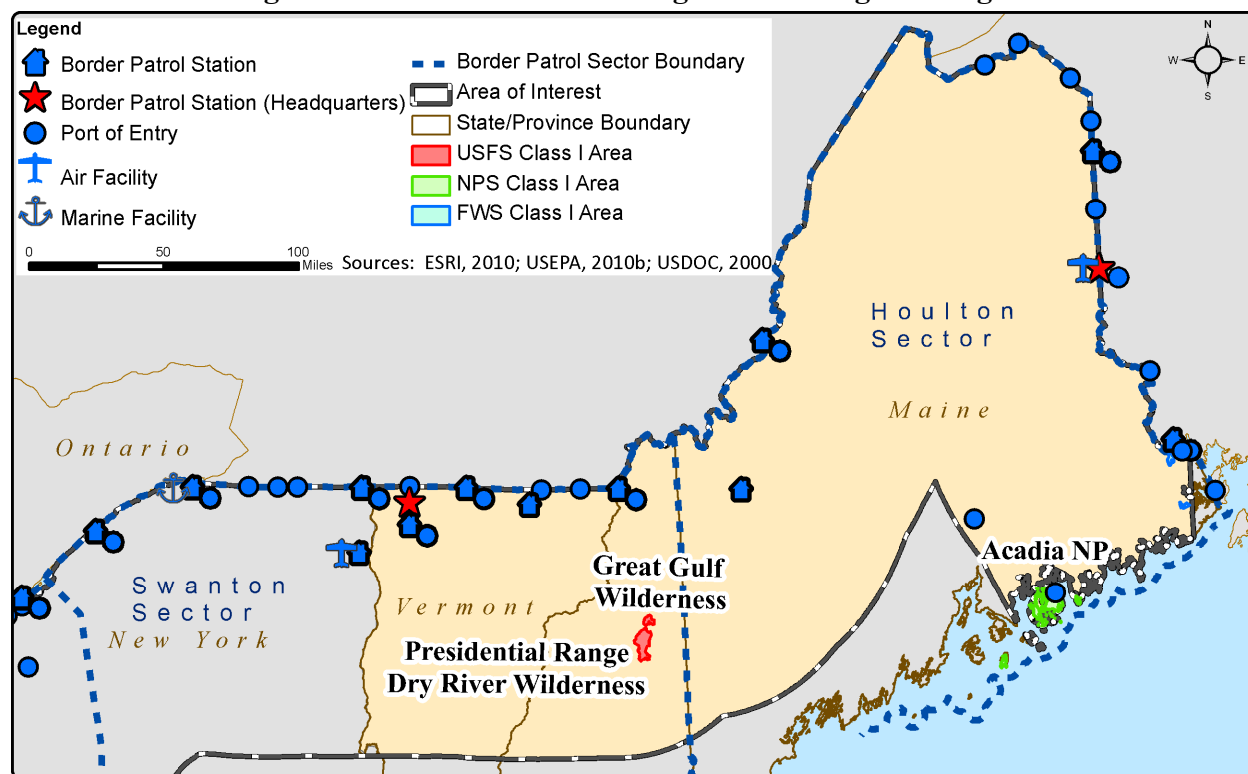 Legend
Border Patrol Station
Border Patrol Station (Headquarters)
Port of Entry
Air Facility
Marine Facility
Border Patrol Sector Boundary
Area of Interest
State/Province Boundary
USFS Class I Area
NPS Class I Area
FWS Class I Area
0 50 100
Miles
Sources: ESRI, 2010; USEPA, 2010b; USDOC, 2000
N
W E
S
Houlton
Sector
Maine
Ontario
Acadia NP
Great Gulf
Wilderness
Swanton
Sector
New York
Vermont
Presidential Range
Dry River Wilderness